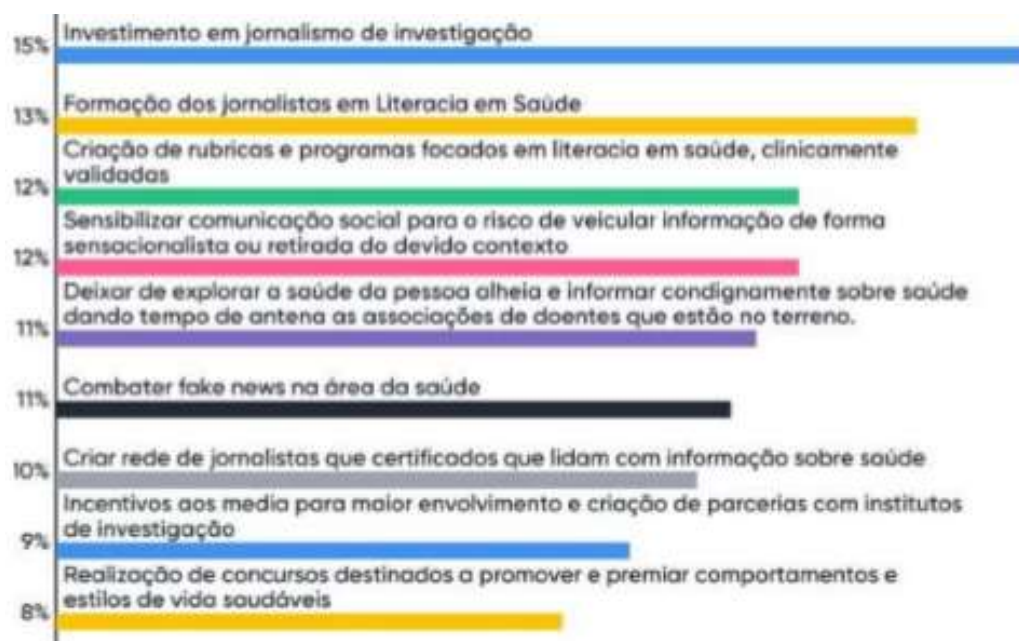 Investimento em jornalismo de investigação
15%
Formação dos jornalistas em Literacia em Saúde
13%
Criação de rubricas e programas focados em literacia em saúde, clinicamente
validadas
12%
Sensibilizar comunicação social para o risco de veicular informação de forma
sensacionalista ou retirada do devido contexto
12%
Deixar de explorar a saúde da pessoa alheia e informar condignamente sobre saúde
dando tempo de antena as associações de doentes que estão no terreno.
11%
Combater fake news na área da saúde
11%
Criar rede de jornalistas que certificados que lidam com informação sobre saúde
10%
Incentivos aos media para maior envolvimento e criação de parcerias com institutos
de investigação
9%
Realização de concursos destinados a promover e premiar comportamentos e
estilos de vida saudáveis
8%